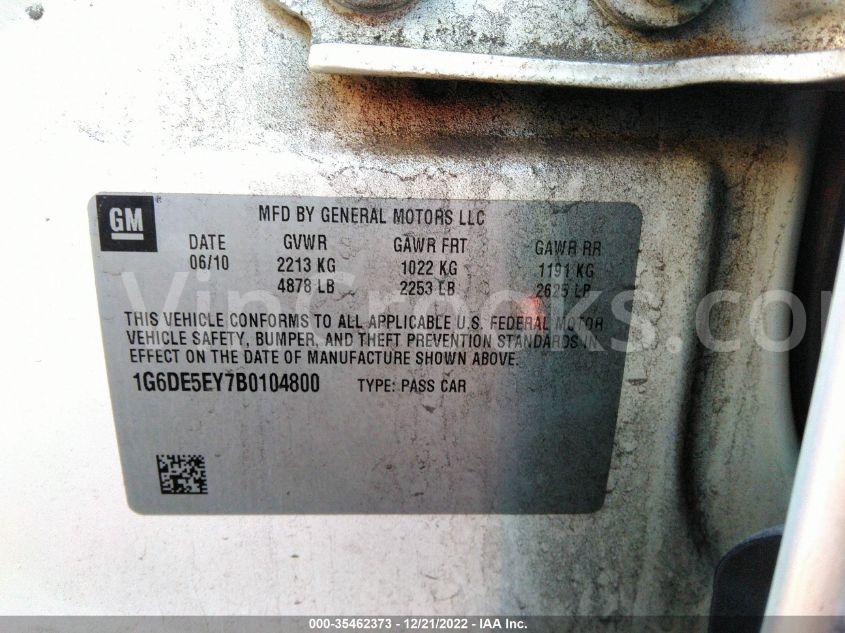 GM
MFD BY GENERAL MOTORS LLC
DATE GVWR GAWR FRT GAWR RR
06/10 2213 KG 1022 KG 1191 KG
4878 LB 2253 LB 2625 LB
VinCrooks.com
THIS VEHICLE CONFORMS TO ALL APPLICABLE U.S. FEDERAL MOTOR
VEHICLE SAFETY, BUMPER, AND THEFT PREVENTION STANDARDS IN
EFFECT ON THE DATE OF MANUFACTURE SHOWN ABOVE.
1G6DE5EY7B0104800 TYPE: PASS CAR
000-35462373 — 12/21/2022 — IAA Inc.